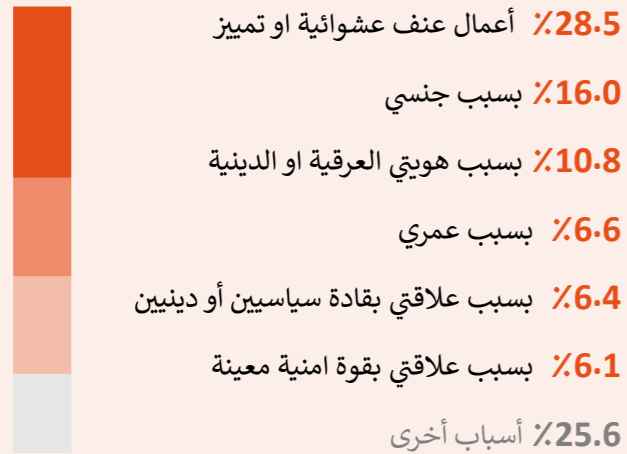 ٪28.5 أعمال عنف عشوائية او تمييز
٪16.0 بسبب جنسي
٪10.8 بسبب هويتي العرقية او الدينية
٪6.6 بسبب عمري
٪6.4 بسبب علاقتي بقادة سياسيين أو دينيين
٪6.1 بسبب علاقتي بقوة امنية معينة
٪25.6 أسباب أخرى